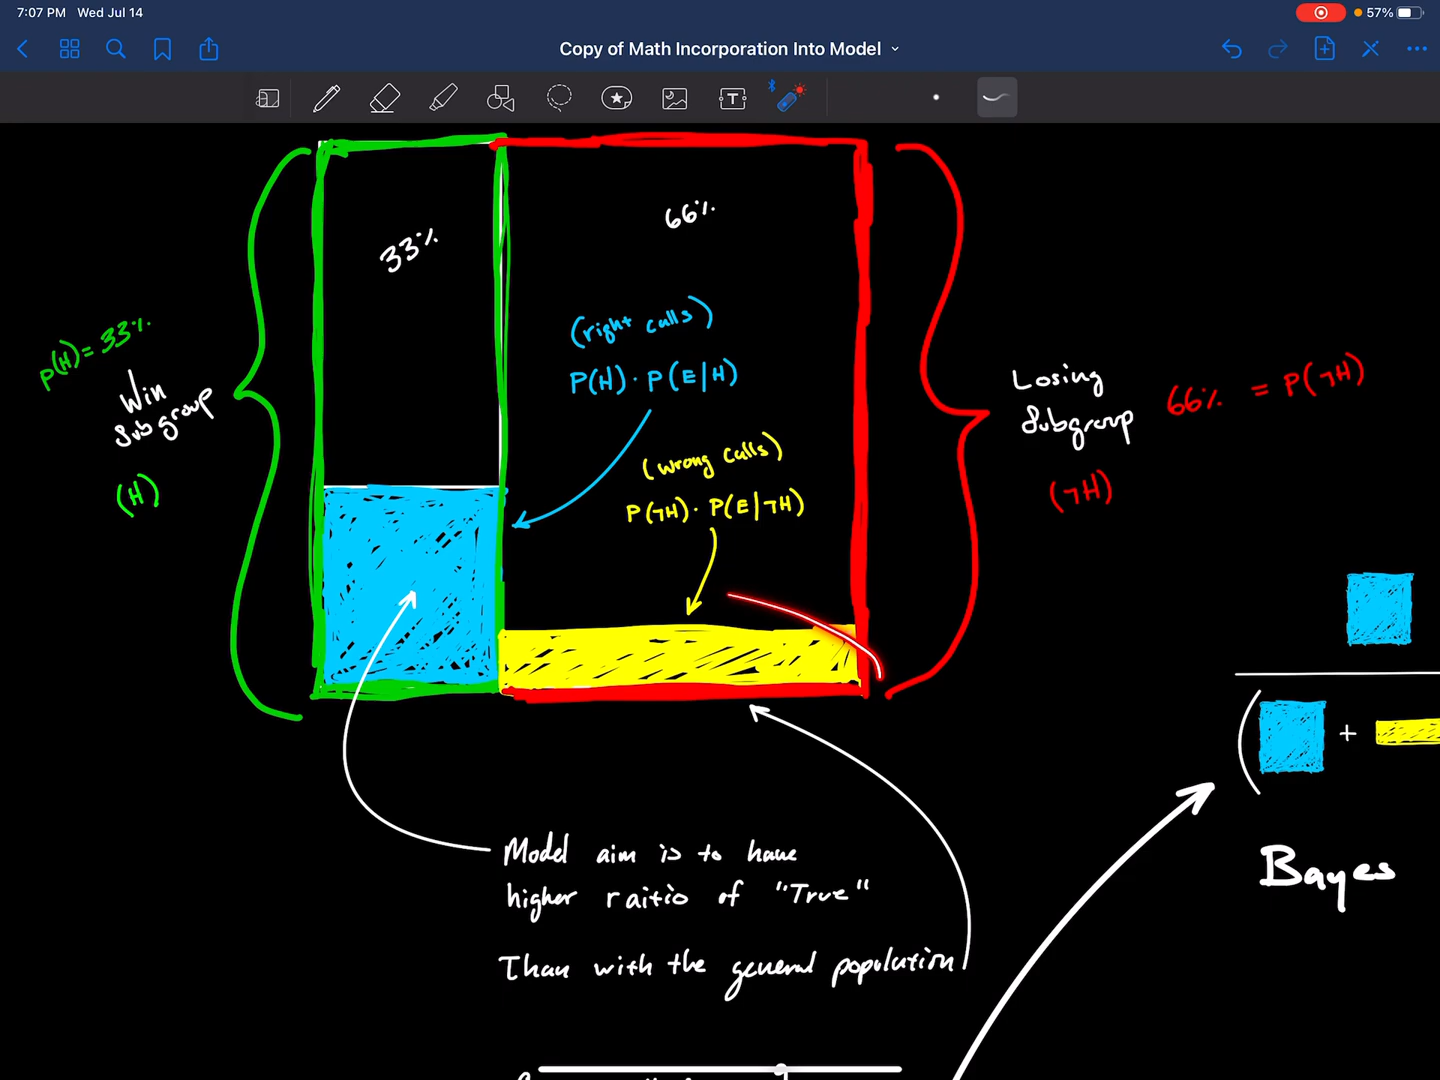 7:07 PM Wed Jul 14
57%
Copy of Math Incorporation Into Model
T
33%
66%
(right calls)
P(H) · P(E|H)
(wrong calls)
P(¬H) · P(E|¬H)
P(H) = 33%
Win
Subgroup
(H)
Losing
Subgroup
(¬H)
66% = P(¬H)
+
Bayes
Model aim is to have
higher raitio of "True"
Than with the general population